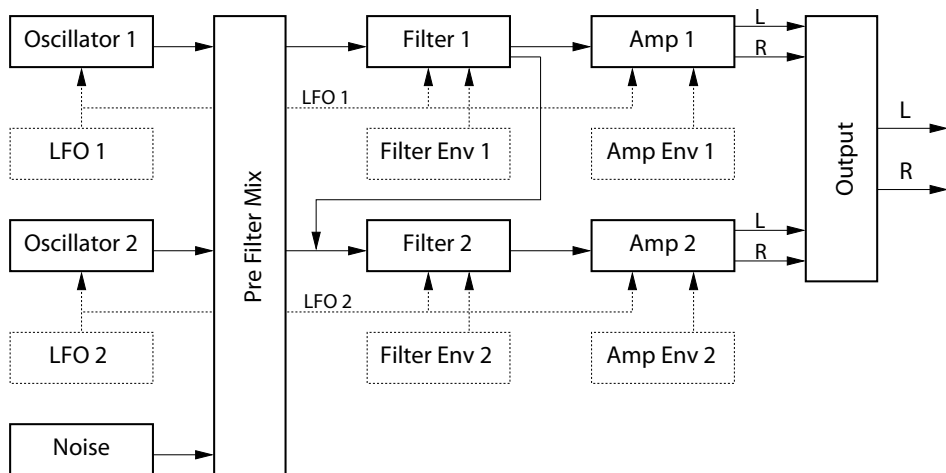 Oscillator 1
Filter 1
Amp 1
L
R
LFO 1
LFO 1
Filter Env 1
Amp Env 1
Pre Filter Mix
Output
L
R
Oscillator 2
Filter 2
Amp 2
L
R
LFO 2
LFO 2
Filter Env 2
Amp Env 2
Noise